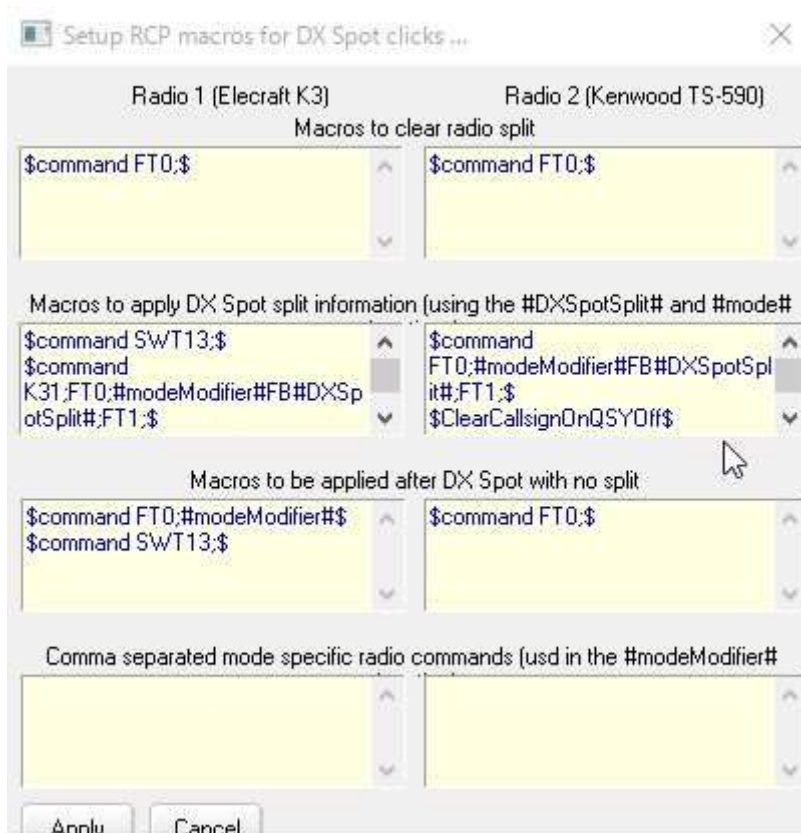 Setup RCP macros for DX Spot clicks ...
Radio 1 (Elecraft K3) Radio 2 (Kenwood TS-590)
Macros to clear radio split
$command FT0;$ $command FT0;$
Macros to apply DX Spot split information (using the #DXSpotSplit# and #mode#
$command SWT13;$
$command
K31;FT0;#modeModifier#FB#DXSp
otSplit#;FT1;$
$command
FT0;#modeModifier#FB#DXSpotSpl
it#;FT1;$
$ClearCallsignOnQSYOff$
Macros to be applied after DX Spot with no split
$command FT0;#modeModifier#$
$command SWT13;$
$command FT0;$
Comma separated mode specific radio commands (usd in the #modeModifier#
Apply Cancel